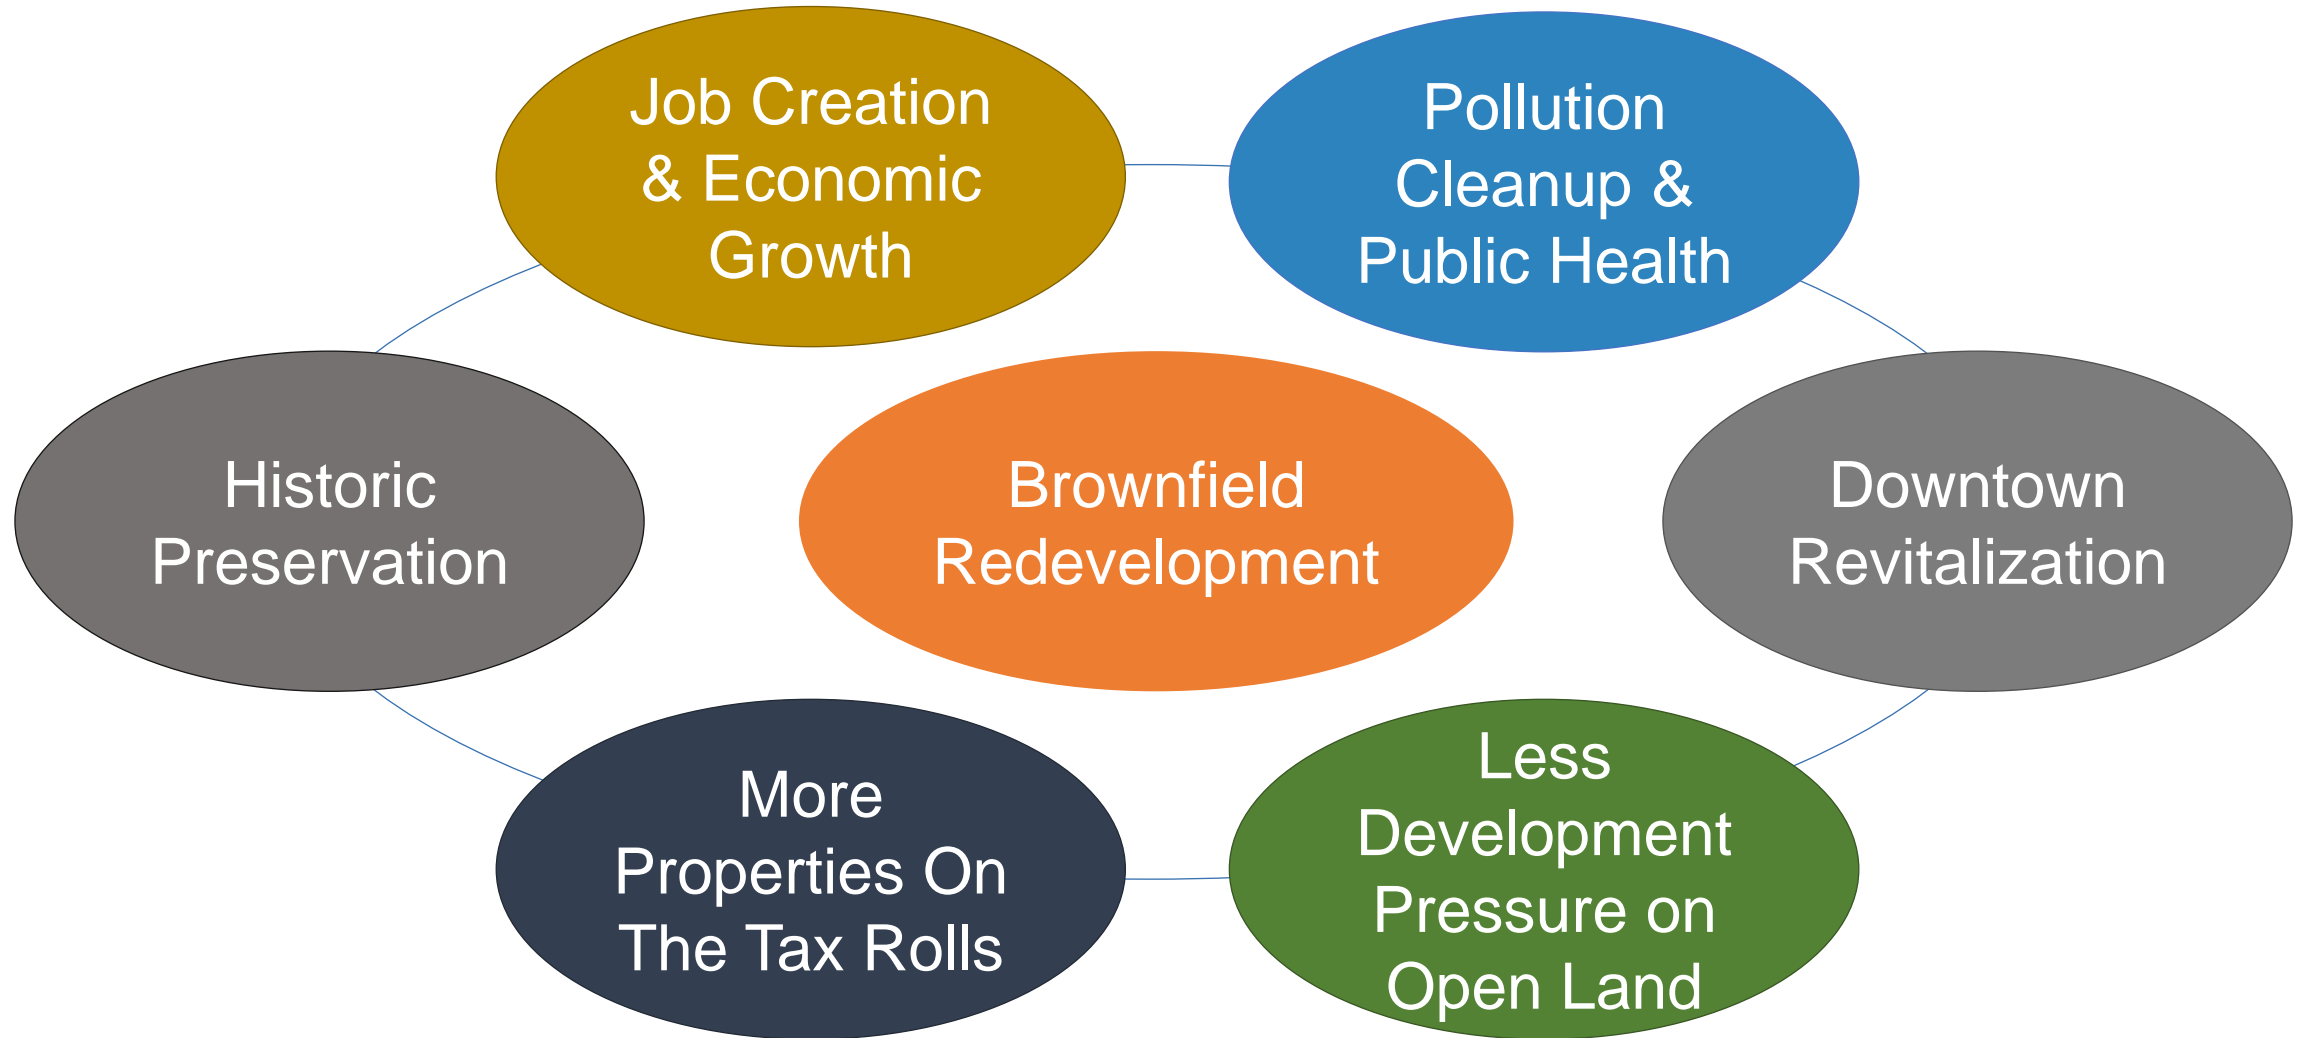 Job Creation
& Economic
Growth
Pollution
Cleanup &
Public Health
Historic
Preservation
Brownfield
Redevelopment
Downtown
Revitalization
More
Properties On
The Tax Rolls
Less
Development
Pressure on
Open Land